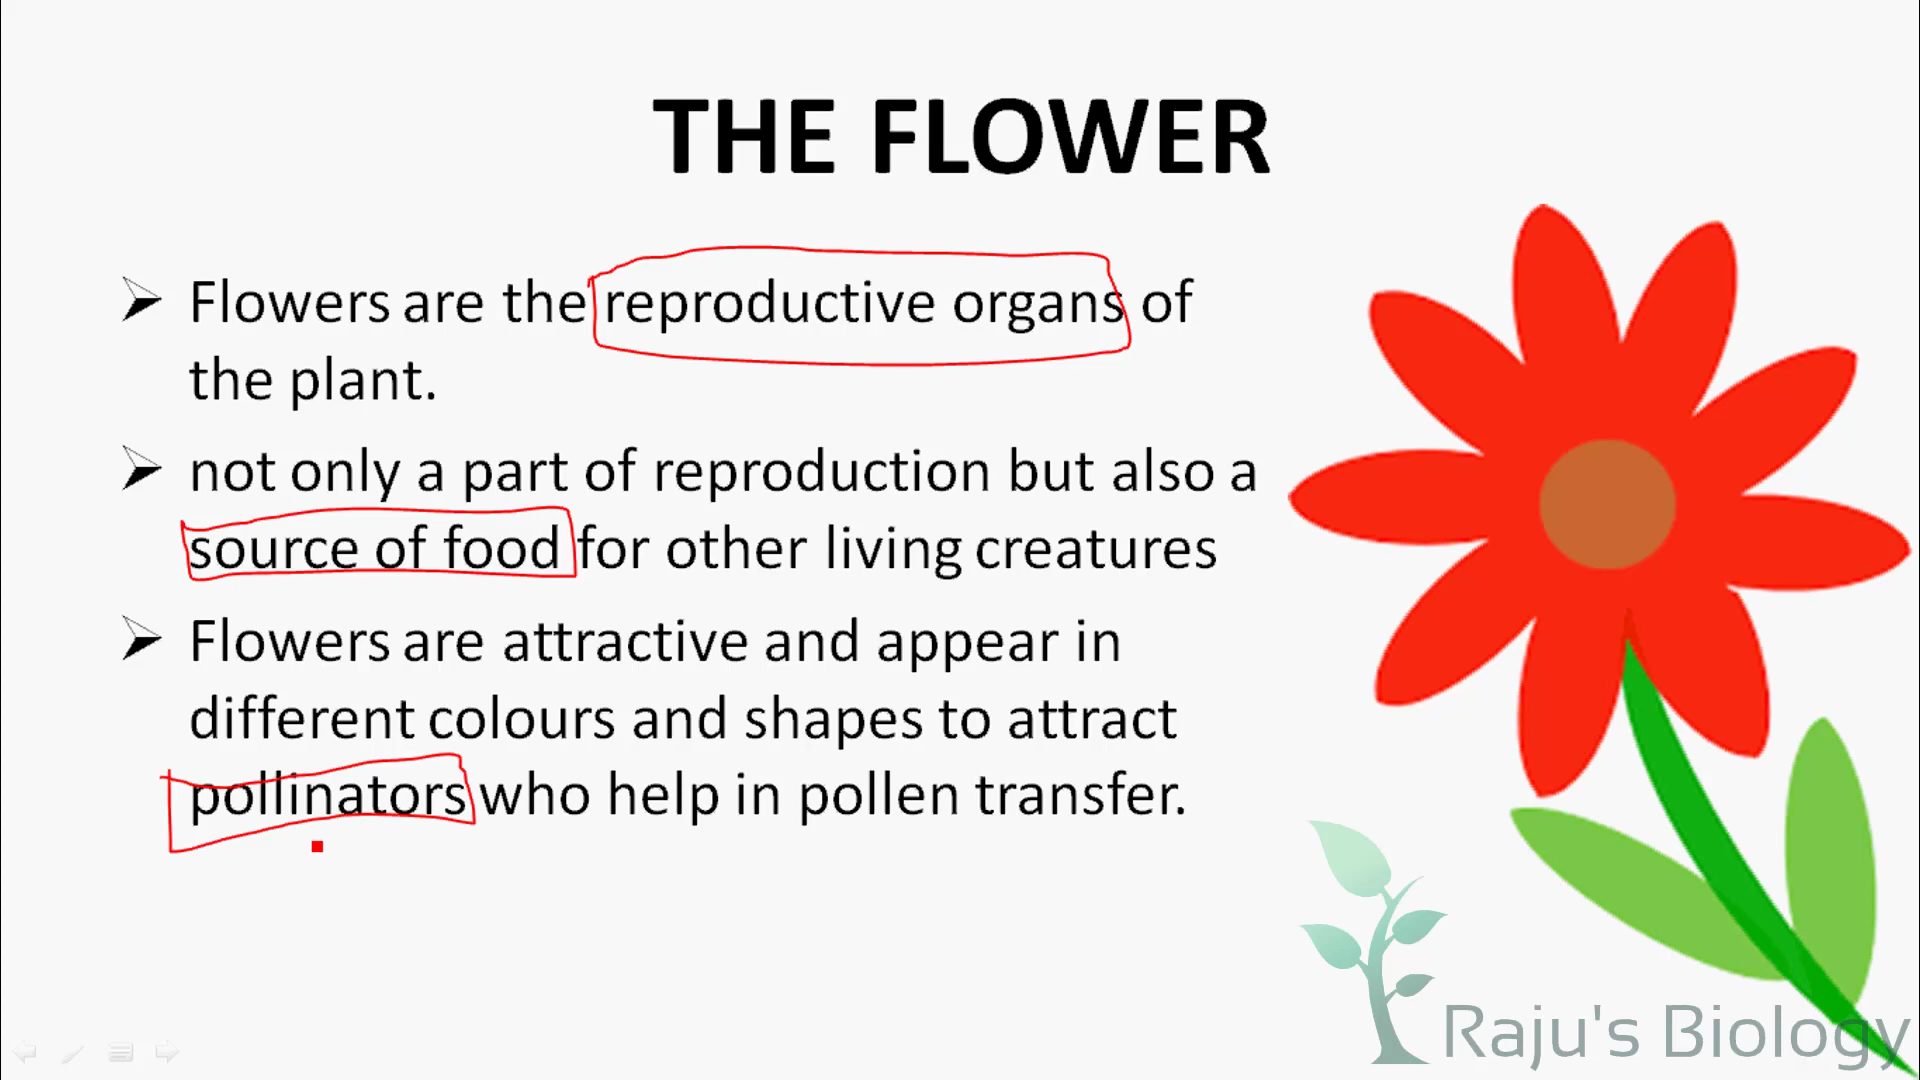 THE FLOWER
Flowers are the reproductive organs of
the plant.
not only a part of reproduction but also a
source of food for other living creatures
Flowers are attractive and appear in
different colours and shapes to attract
pollinators who help in pollen transfer.
Raju's Biology